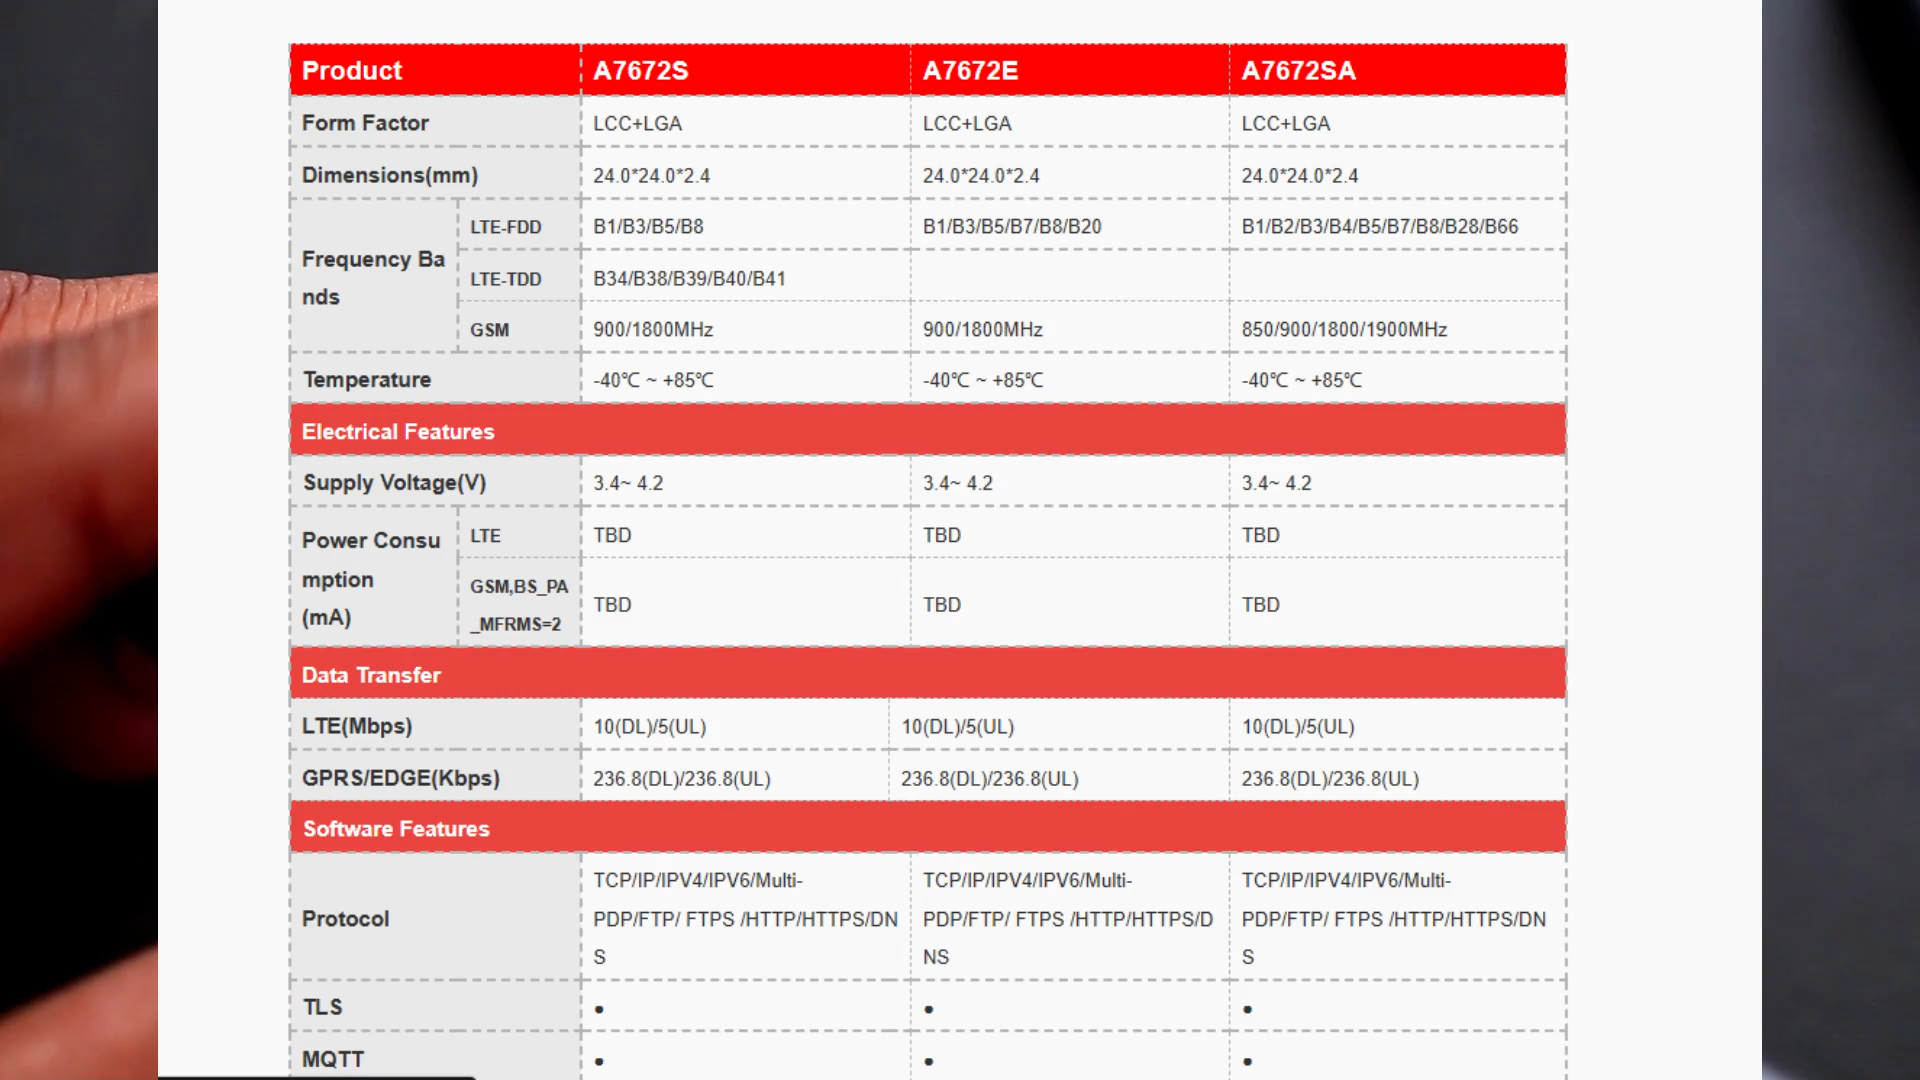 Product A7672S A7672E A7672SA
Form Factor LCC+LGA LCC+LGA LCC+LGA
Dimensions(mm) 24.0*24.0*2.4 24.0*24.0*2.4 24.0*24.0*2.4
Frequency Ba
nds
LTE-FDD B1/B3/B5/B8 B1/B3/B5/B7/B8/B20 B1/B2/B3/B4/B5/B7/B8/B28/B66
LTE-TDD B34/B38/B39/B40/B41
GSM 900/1800MHz 900/1800MHz 850/900/1800/1900MHz
Temperature -40℃ ~ +85℃ -40℃ ~ +85℃ -40℃ ~ +85℃
Electrical Features
Supply Voltage(V) 3.4~ 4.2 3.4~ 4.2 3.4~ 4.2
Power Consu
mption
(mA)
LTE TBD TBD TBD
GSM,BS_PA
_MFRMS=2
TBD TBD TBD
Data Transfer
LTE(Mbps) 10(DL)/5(UL) 10(DL)/5(UL) 10(DL)/5(UL)
GPRS/EDGE(Kbps) 236.8(DL)/236.8(UL) 236.8(DL)/236.8(UL) 236.8(DL)/236.8(UL)
Software Features
Protocol
TCP/IP/IPV4/IPV6/Multi-
PDP/FTP/ FTPS /HTTP/HTTPS/DN
S
TCP/IP/IPV4/IPV6/Multi-
PDP/FTP/ FTPS /HTTP/HTTPS/D
NS
TCP/IP/IPV4/IPV6/Multi-
PDP/FTP/ FTPS /HTTP/HTTPS/DN
S
TLS • • •
MQTT • • •